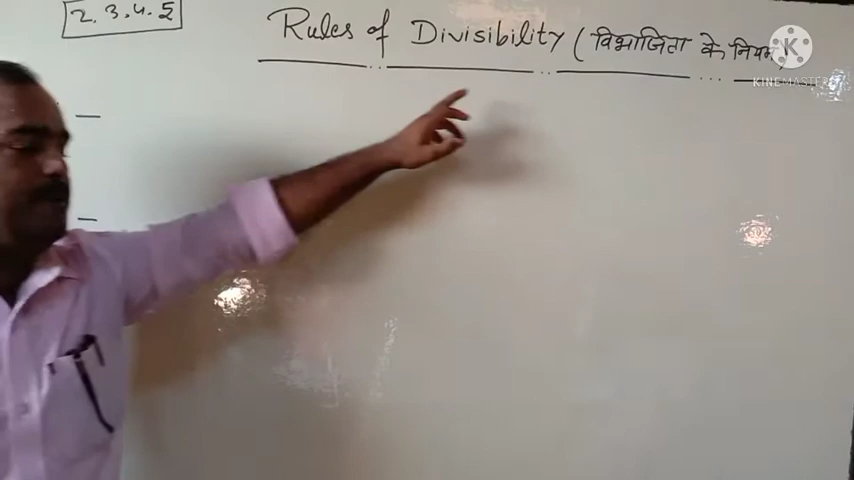 2.3.4.5
Rules of Divisibility (विभाजिता के नियम)
K
KINEMASTER